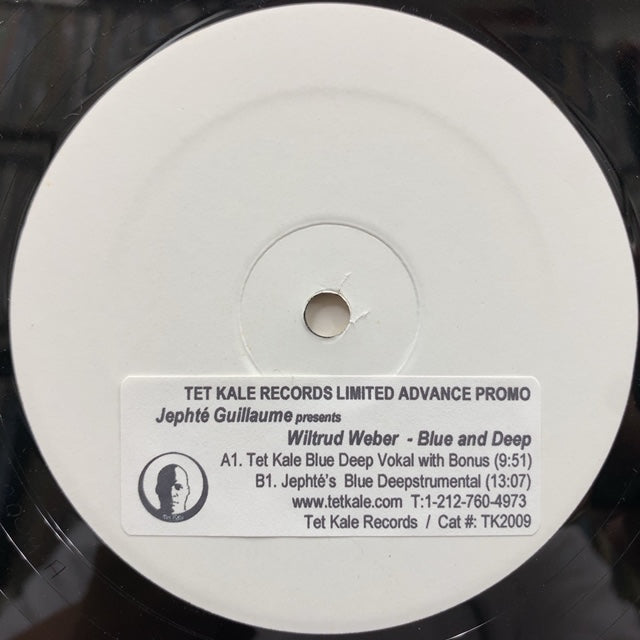 TET KALE RECORDS LIMITED ADVANCE PROMO
Jephté Guillaume presents
Wiltrud Weber - Blue and Deep
A1. Tet Kale Blue Deep Vokal with Bonus (9:51)
B1. Jephté's Blue Deepstrumental (13:07)
www.tetkale.com T:1-212-760-4973
Tet Kale Records / Cat #: TK2009